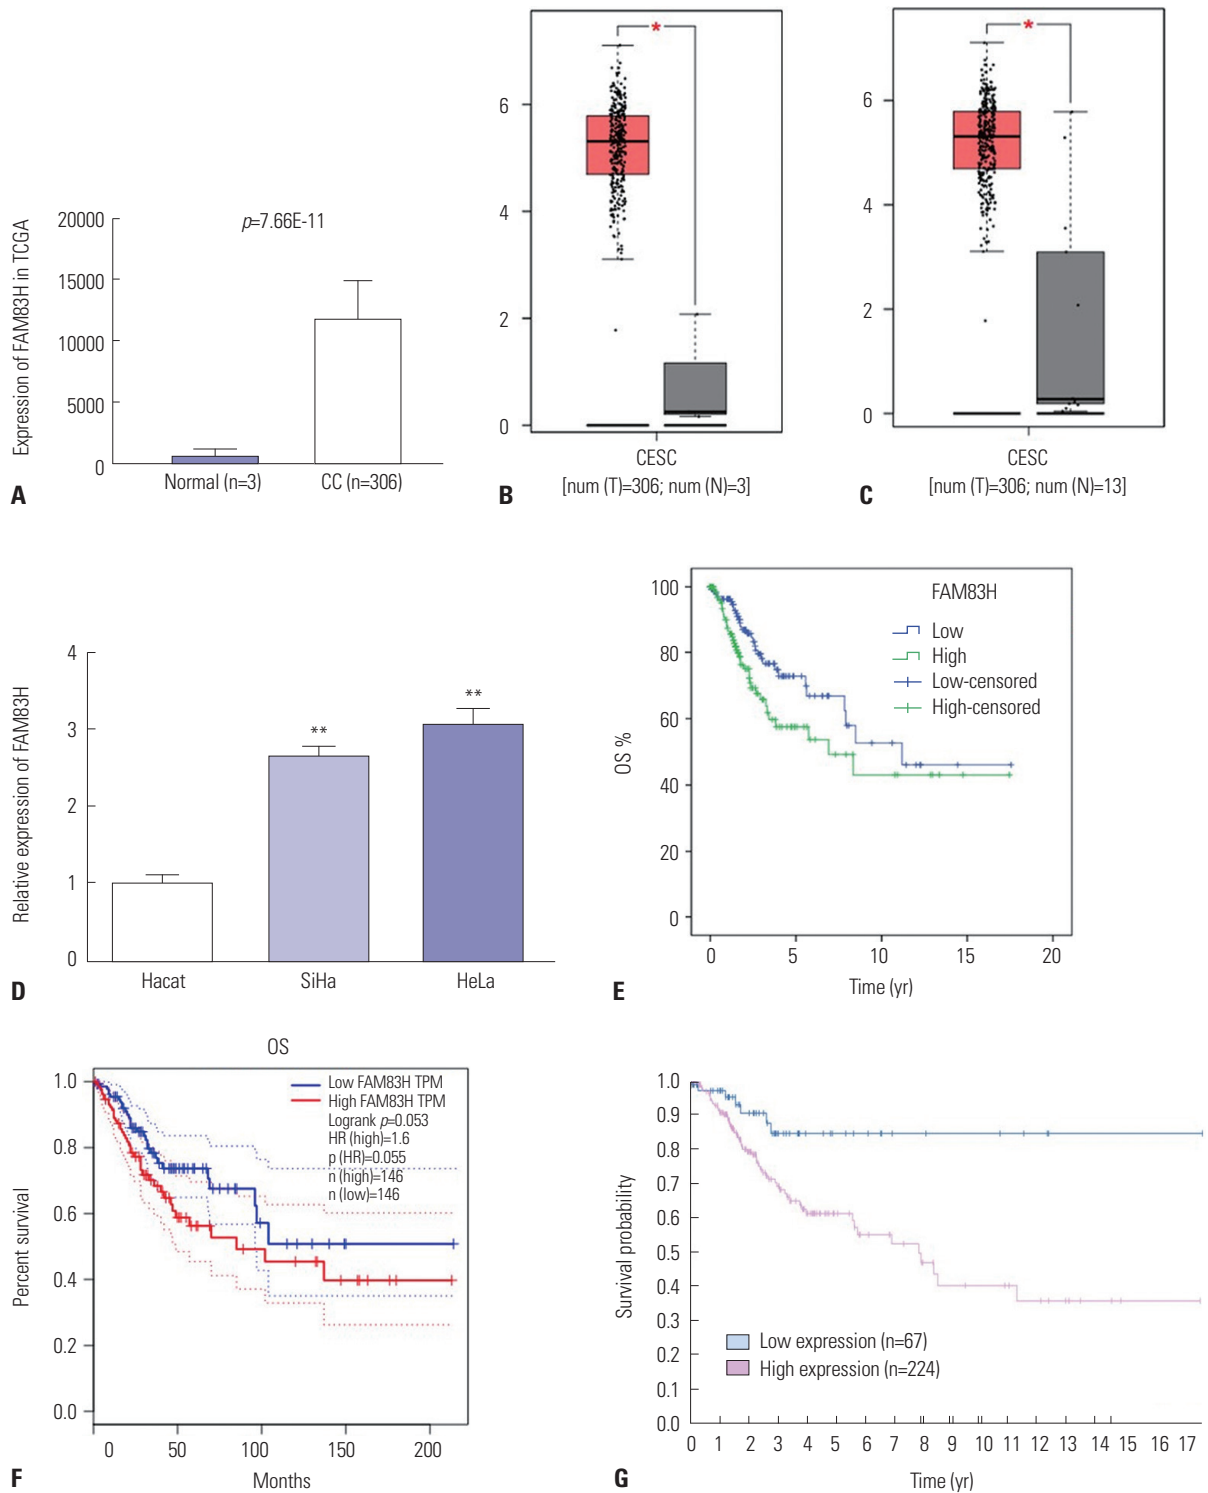 Expression of FAM83H in TCGA
20000
15000
10000
5000
0
p=7.66E-11
Normal (n=3)
CC (n=306)
A
*
6
4
2
0
CESC
[num (T)=306; num (N)=3]
B
*
6
4
2
0
CESC
[num (T)=306; num (N)=13]
C
Relative expression of FAM83H
4
3
2
1
0
**
**
Hacat
SiHa
HeLa
D
OS %
100
80
60
40
20
0
FAM83H
Low
High
Low-censored
High-censored
0
5
10
15
20
Time (yr)
E
OS
Percent survival
1.0
0.8
0.6
0.4
0.2
0.0
Low FAM83H TPM
High FAM83H TPM
Logrank p=0.053
HR (high)=1.6
p (HR)=0.055
n (high)=146
n (low)=146
0
50
100
150
200
Months
F
Survival probability
1.0
0.9
0.8
0.7
0.6
0.5
0.4
0.3
0.2
0.1
0.0
Low expression (n=67)
High expression (n=224)
0 1 2 3 4 5 6 7 8 9 10 11 12 13 14 15 16 17
Time (yr)
G